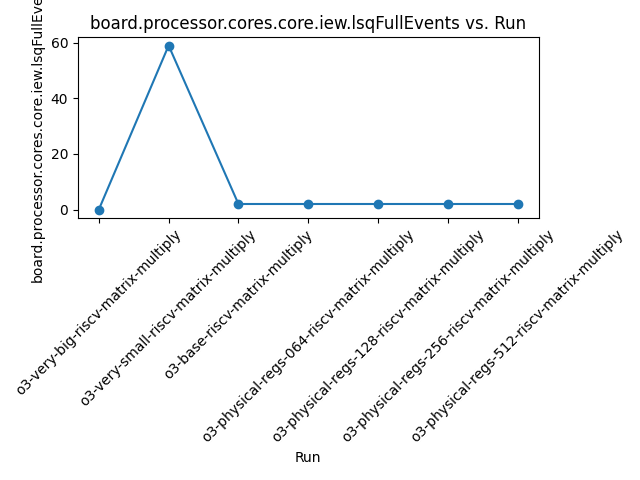 board.processor.cores.core.iew.lsqFullEvents vs. Run
board.processor.cores.core.iew.lsqFullEve
60
40
20
0
o3-very-big-riscv-matrix-multiply
o3-very-small-riscv-matrix-multiply
o3-base-riscv-matrix-multiply
o3-physical-regs-064-riscv-matrix-multiply
o3-physical-regs-128-riscv-matrix-multiply
o3-physical-regs-256-riscv-matrix-multiply
o3-physical-regs-512-riscv-matrix-multiply
Run